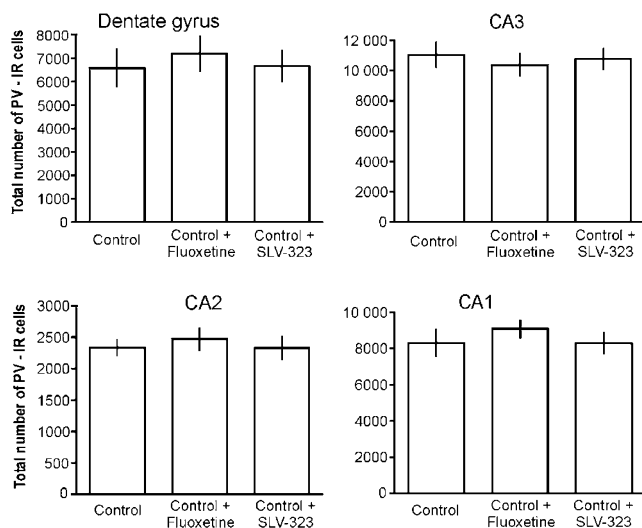 Dentate gyrus
Total number of PV - IR cells
8000
7000
6000
5000
4000
3000
2000
1000
0
Control
Control +
Fluoxetine
Control +
SLV-323
CA3
12 000
10 000
8000
6000
4000
2000
0
Control
Control +
Fluoxetine
Control +
SLV-323
CA2
Total number of PV - IR cells
3000
2500
2000
1500
1000
500
0
Control
Control +
Fluoxetine
Control +
SLV-323
CA1
10 000
8000
6000
4000
2000
0
Control
Control +
Fluoxetine
Control +
SLV-323